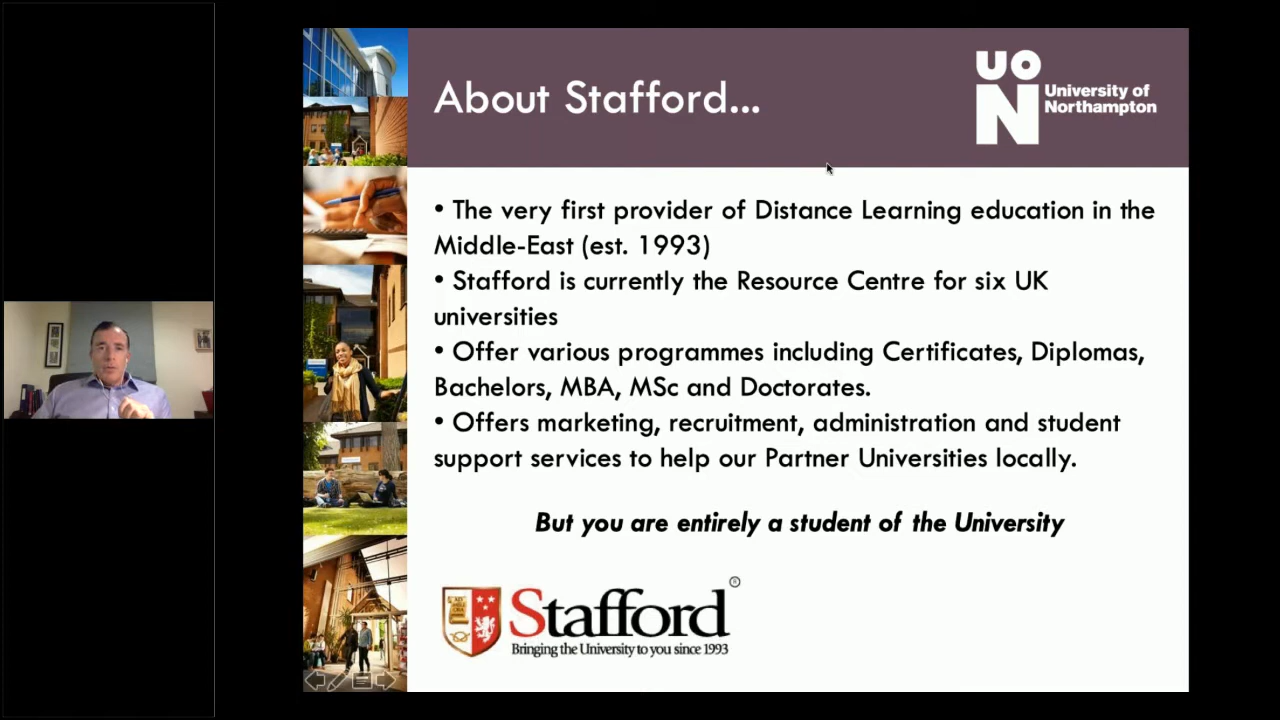 About Stafford...
UON
University of
Northampton
• The very first provider of Distance Learning education in the
Middle-East (est. 1993)
• Stafford is currently the Resource Centre for six UK
universities
• Offer various programmes including Certificates, Diplomas,
Bachelors, MBA, MSc and Doctorates.
• Offers marketing, recruitment, administration and student
support services to help our Partner Universities locally.
But you are entirely a student of the University
Stafford®
Bringing the University to you since 1993